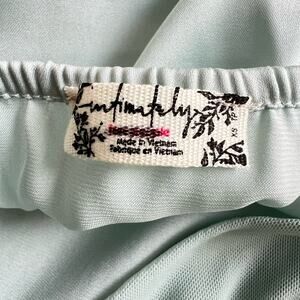 intimately
Made in Vietnam
Fabriqué en Vietnam
XS